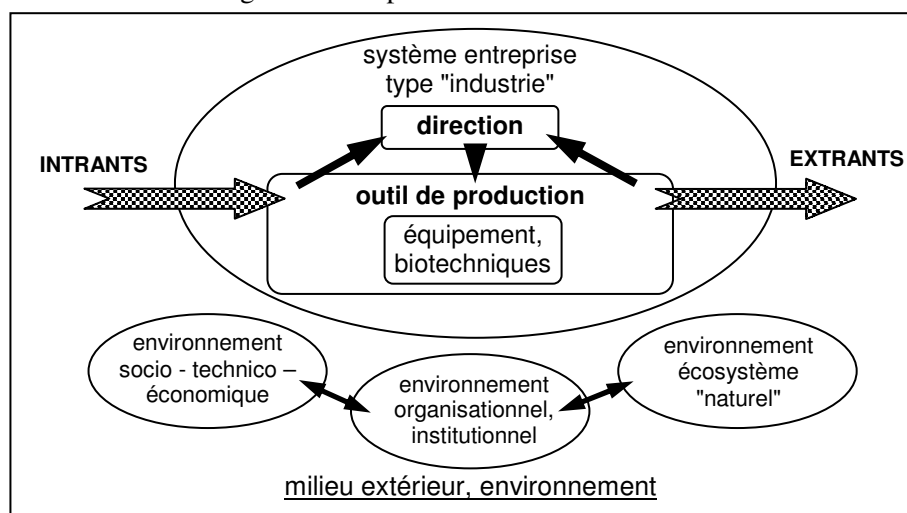 système entreprise
type "industrie"
direction
INTRANTS
EXTRANTS
outil de production
équipement,
biotechniques
environnement
socio - technico –
économique
environnement
organisationnel,
institutionnel
environnement
écosystème
"naturel"
milieu extérieur, environnement